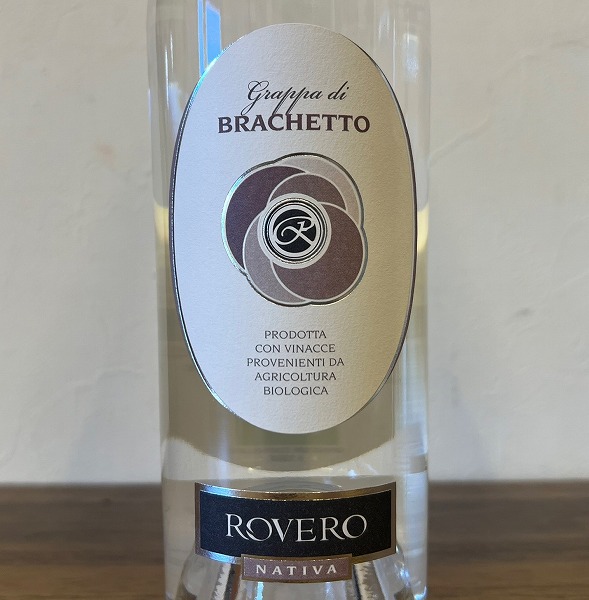 Grappa di
BRACHETTO
R
PRODOTTA
CON VINACCE
PROVENIENTI DA
AGRICOLTURA
BIOLOGICA
ROVERO
NATIVA